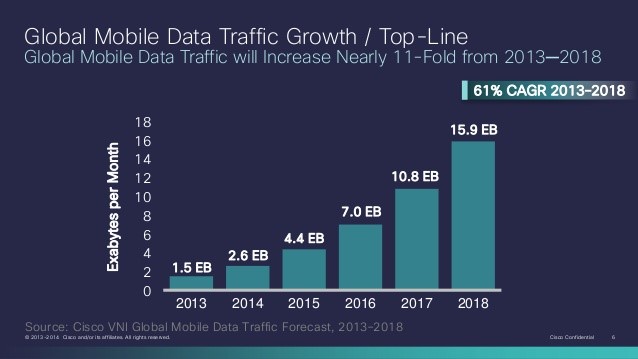 Global Mobile Data Traffic Growth / Top-Line
Global Mobile Data Traffic will Increase Nearly 11-Fold from 2013—2018
61% CAGR 2013-2018
Exabytes per Month
18
16
14
12
10
8
6
4
2
0
1.5 EB
2.6 EB
4.4 EB
7.0 EB
10.8 EB
15.9 EB
2013 2014 2015 2016 2017 2018
Source: Cisco VNI Global Mobile Data Traffic Forecast, 2013-2018
© 2013-2014 Cisco and/or its affiliates. All rights reserved. Cisco Confidential 6